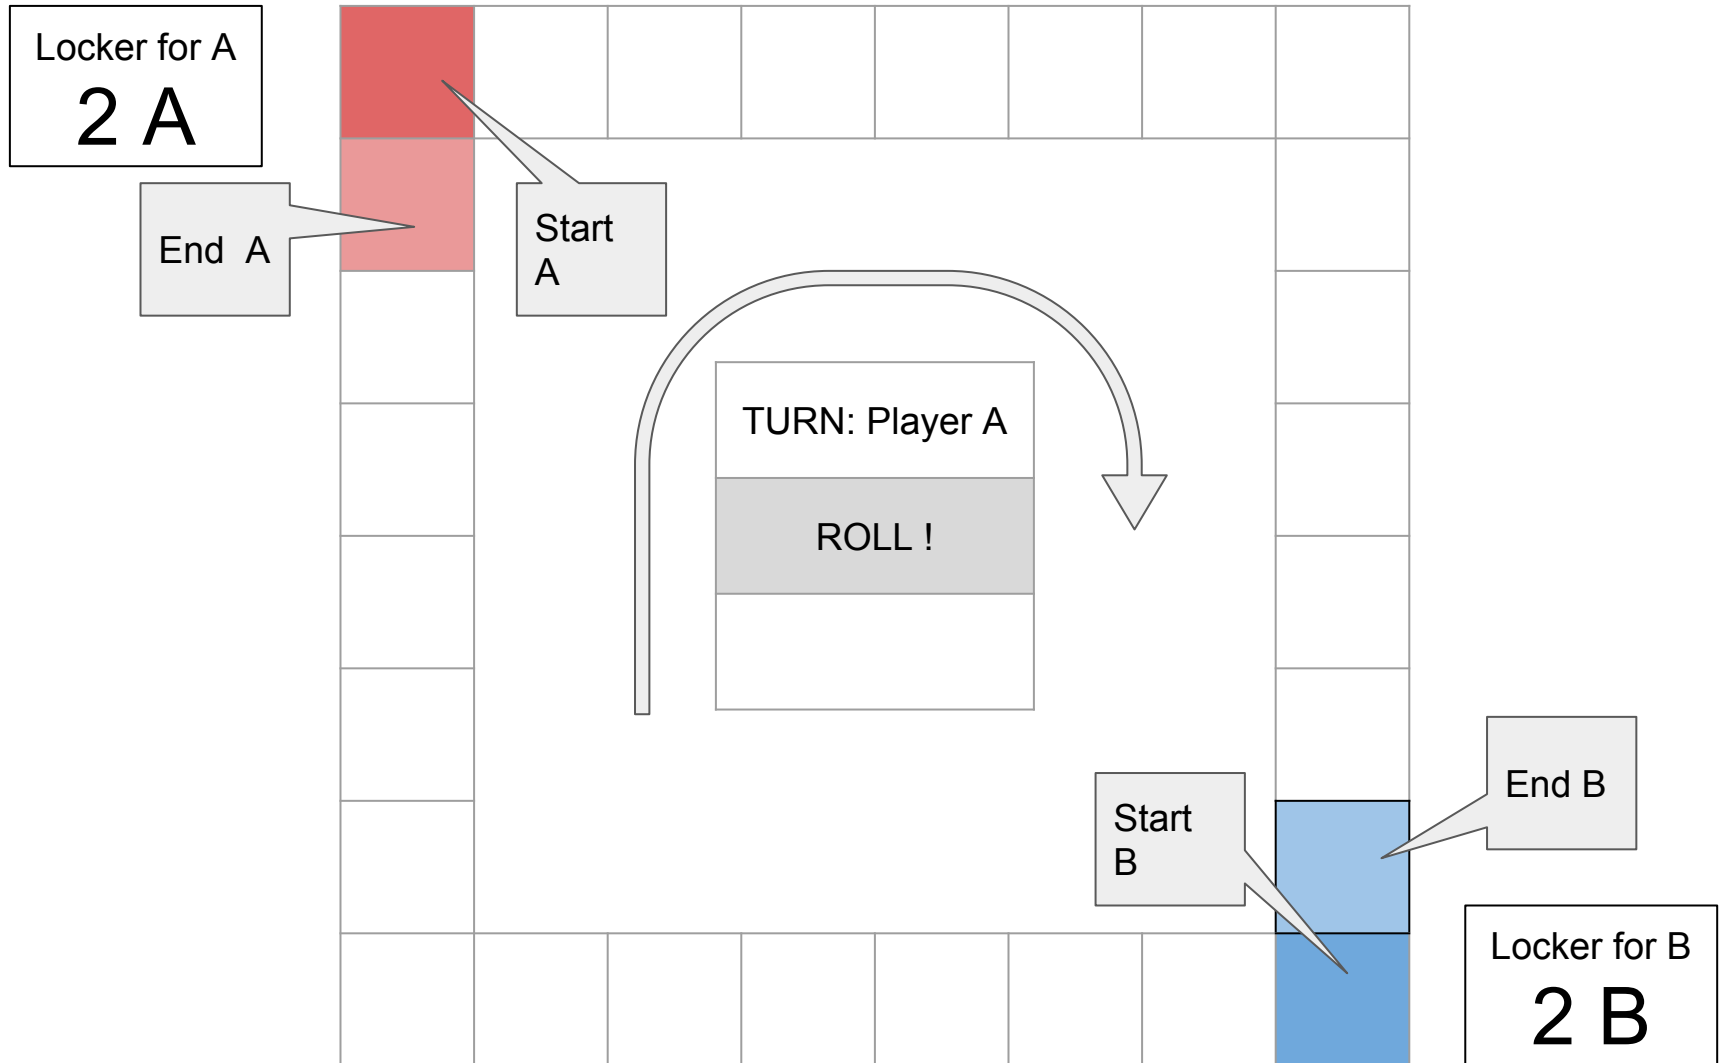 Locker for A
2 A
End  A
Start
A
TURN: Player A
ROLL !
Start
B
End B
Locker for B
2 B